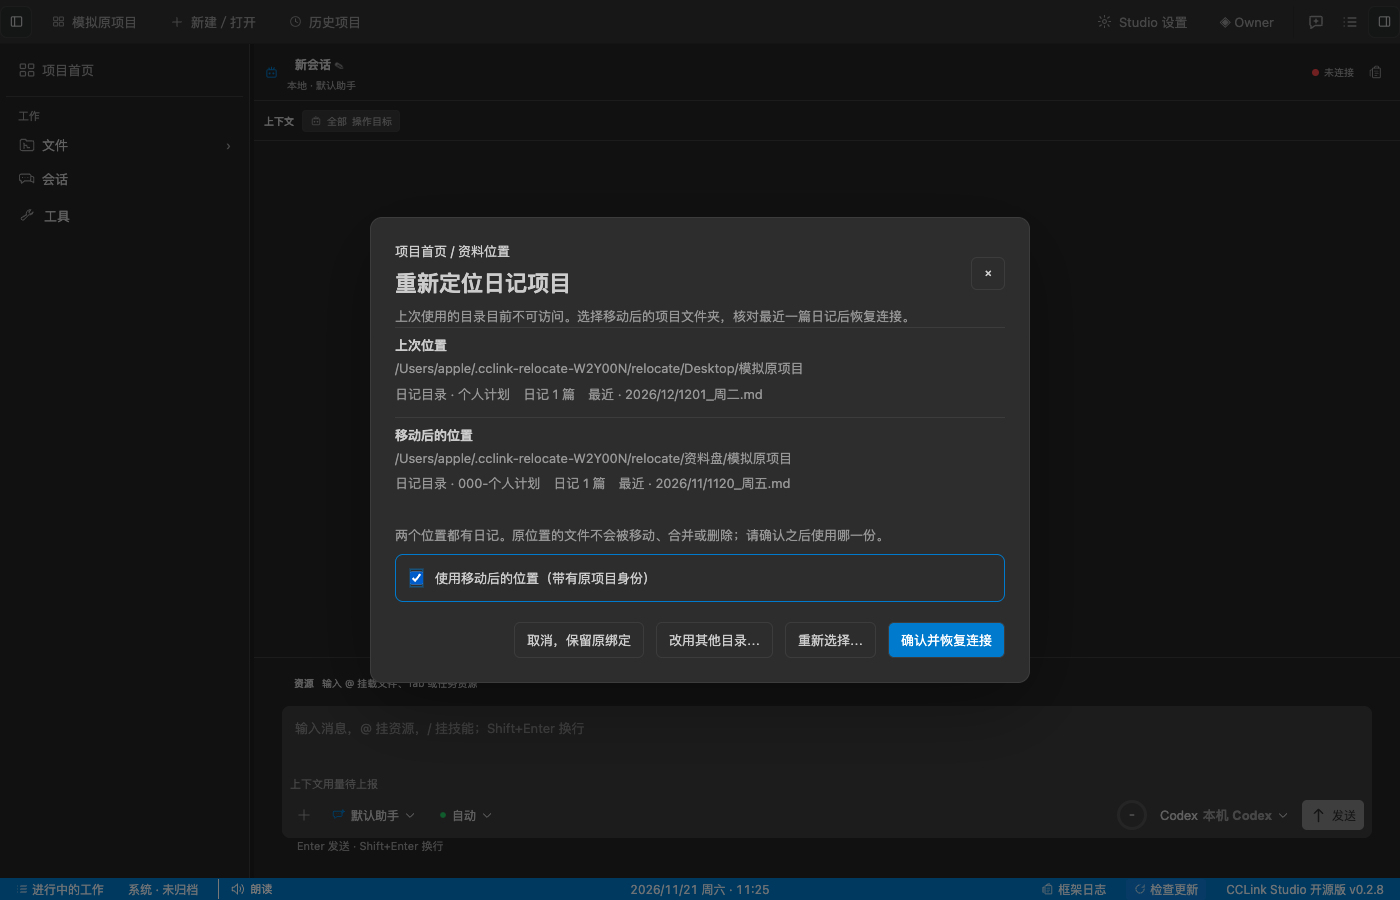 模拟原项目
新建 / 打开
历史项目
Studio 设置
Owner
项目首页
工作
文件
会话
工具
新会话
本地 · 默认助手
未连接
上下文
全部 操作目标
项目首页 / 资料位置
重新定位日记项目
×
上次使用的目录目前不可访问。选择移动后的项目文件夹，核对最近一篇日记后恢复连接。
上次位置
/Users/apple/.cclink-relocate-W2Y00N/relocate/Desktop/模拟原项目
日记目录 · 个人计划 日记 1 篇 最近 · 2026/12/1201_周二.md
移动后的位置
/Users/apple/.cclink-relocate-W2Y00N/relocate/资料盘/模拟原项目
日记目录 · 000-个人计划 日记 1 篇 最近 · 2026/11/1120_周五.md
两个位置都有日记。原位置的文件不会被移动、合并或删除；请确认之后使用哪一份。
使用移动后的位置（带有原项目身份）
取消，保留原绑定
改用其他目录...
重新选择...
确认并恢复连接
资源 输入 @ 挂载文件、Tab 或任务资源
输入消息，@ 挂资源，/ 挂技能；Shift+Enter 换行
上下文用量待上报
默认助手
自动
-
Codex 本机 Codex
发送
Enter 发送 · Shift+Enter 换行
进行中的工作
系统 · 未归档
朗读
2026/11/21 周六 · 11:25
框架日志
检查更新
CCLink Studio 开源版 v0.2.8